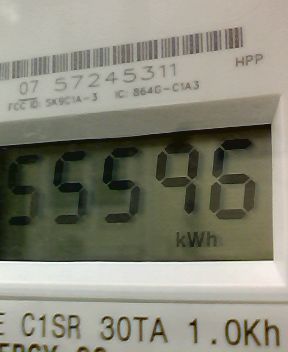 07 57245311
HPP
FCC ID: SK9C1A-3 IC: 864G-C1A3
55596
kWh
E C1SR 30TA 1.0Kh